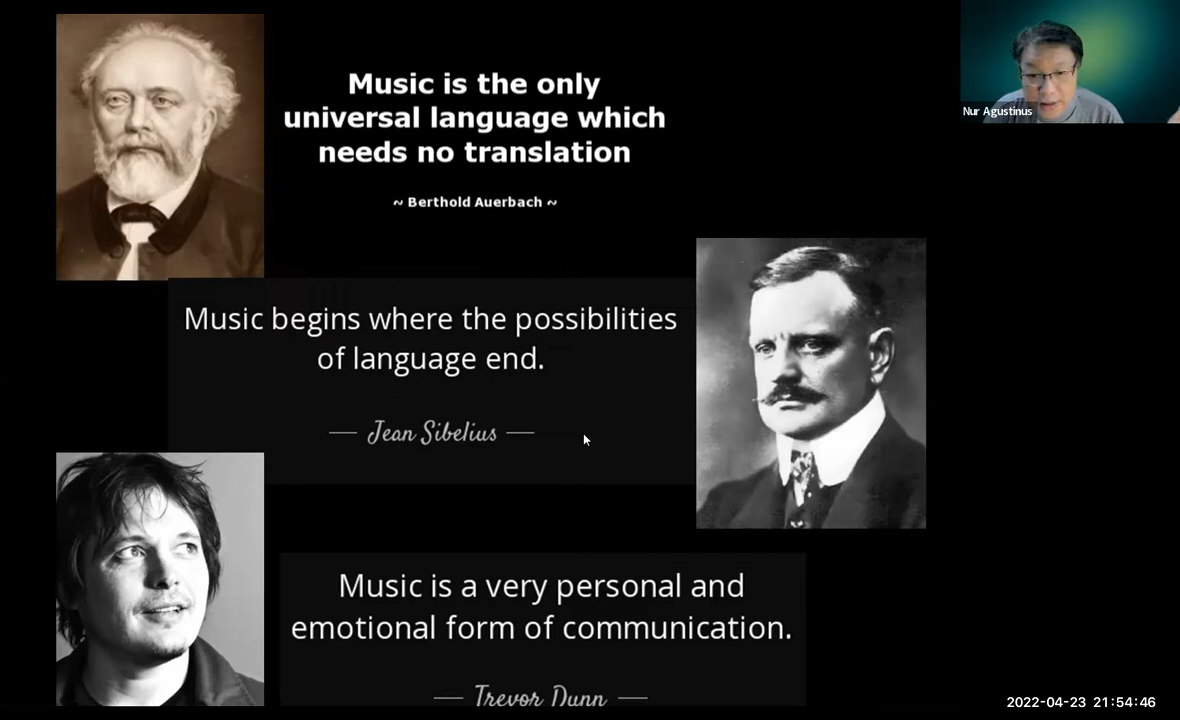 Music is the only
universal language which
needs no translation
~ Berthold Auerbach ~
Nur Agustinus
Music begins where the possibilities
of language end.
— Jean Sibelius —
Music is a very personal and
emotional form of communication.
— Trevor Dunn —
2022-04-23 21:54:46